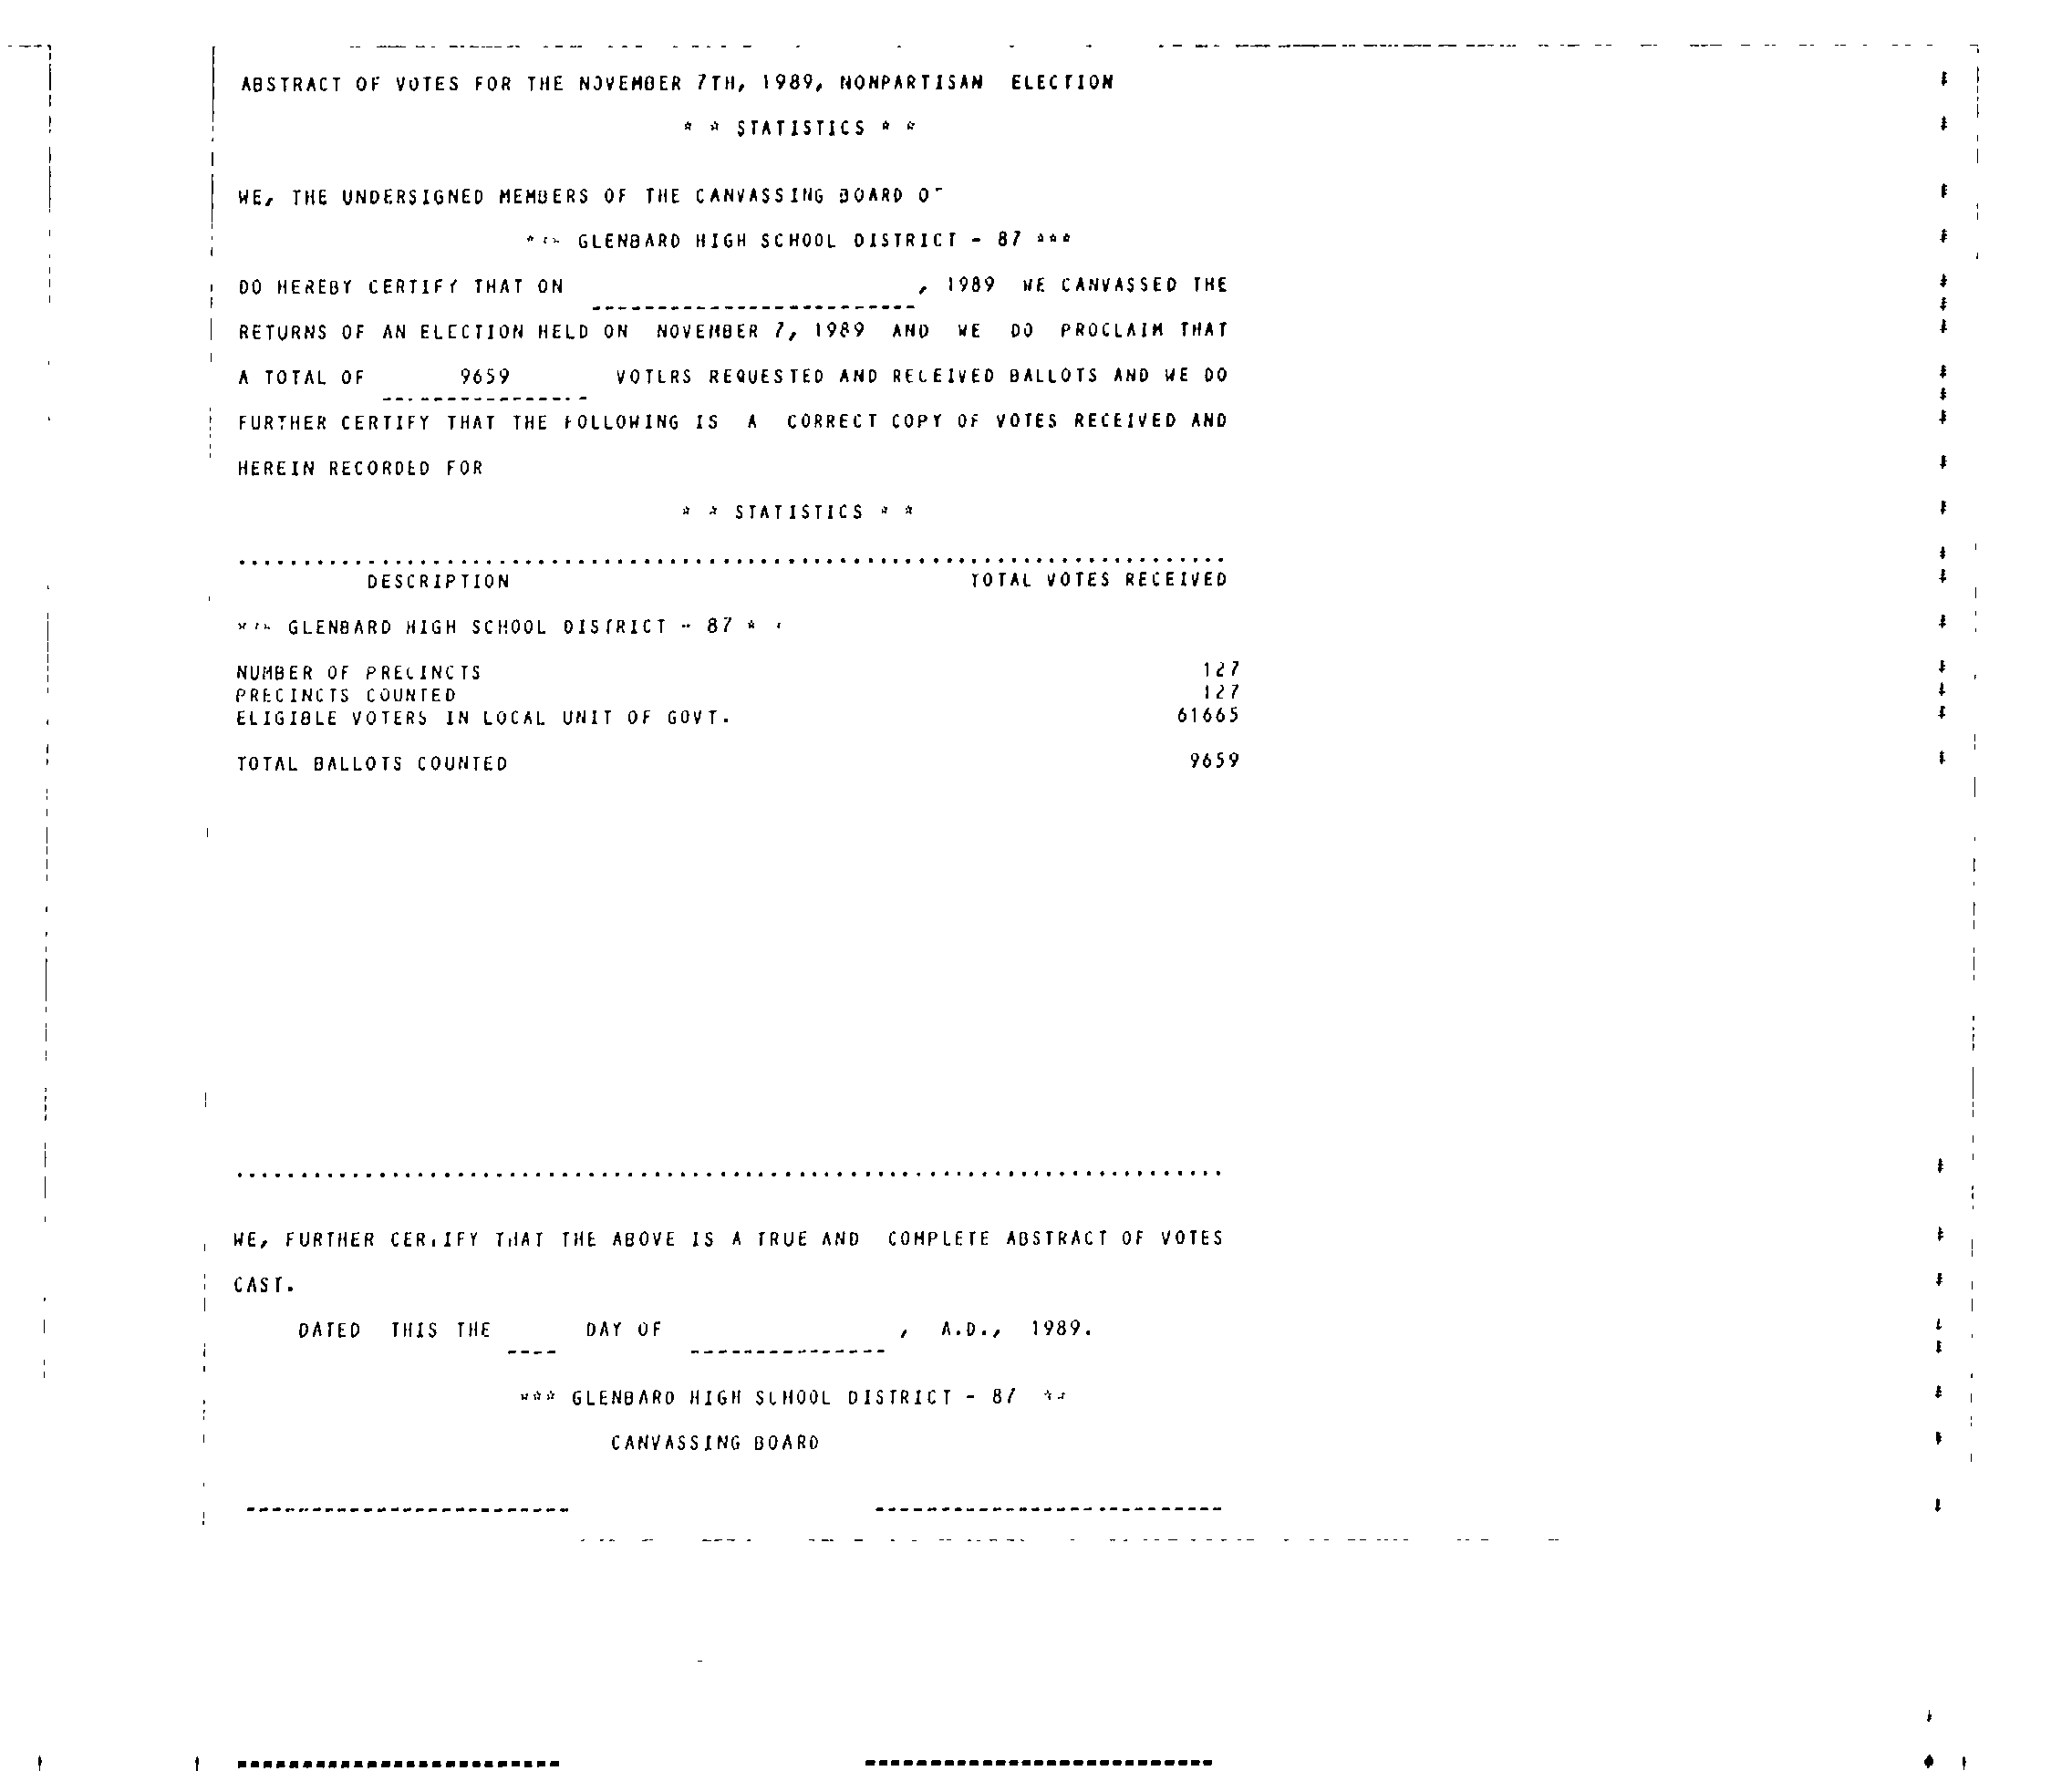 ABSTRACT OF VOTES FOR THE NOVEMBER 7TH, 1989, NONPARTISAN ELECTION
* * STATISTICS * *
WE, THE UNDERSIGNED MEMBERS OF THE CANVASSING BOARD OF
*** GLENBARD HIGH SCHOOL DISTRICT - 87 ***
DO HEREBY CERTIFY THAT ON , 1989 WE CANVASSED THE
RETURNS OF AN ELECTION HELD ON NOVEMBER 7, 1989 AND WE DO PROCLAIM THAT
A TOTAL OF 9659 VOTERS REQUESTED AND RECEIVED BALLOTS AND WE DO
FURTHER CERTIFY THAT THE FOLLOWING IS A CORRECT COPY OF VOTES RECEIVED AND
HEREIN RECORDED FOR
* * STATISTICS * *
DESCRIPTION TOTAL VOTES RECEIVED
*** GLENBARD HIGH SCHOOL DISTRICT - 87 * *
NUMBER OF PRECINCTS 127
PRECINCTS COUNTED 127
ELIGIBLE VOTERS IN LOCAL UNIT OF GOVT. 61665
TOTAL BALLOTS COUNTED 9659
WE, FURTHER CERTIFY THAT THE ABOVE IS A TRUE AND COMPLETE ABSTRACT OF VOTES
CAST.
DATED THIS THE DAY OF , A.D., 1989.
*** GLENBARD HIGH SCHOOL DISTRICT - 87 **
CANVASSING BOARD